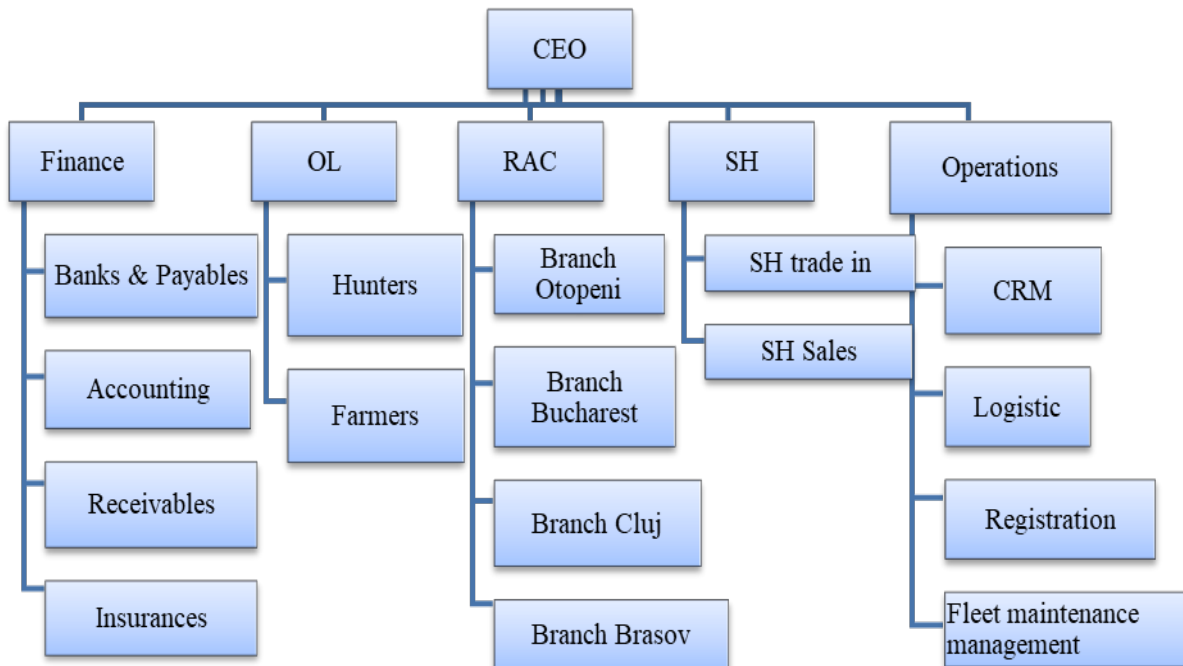 CEO
Finance
OL
RAC
SH
Operations
Banks & Payables
Accounting
Receivables
Insurances
Hunters
Farmers
Branch
Otopeni
Branch
Bucharest
Branch Cluj
Branch Brasov
SH trade in
SH Sales
CRM
Logistic
Registration
Fleet maintenance
management